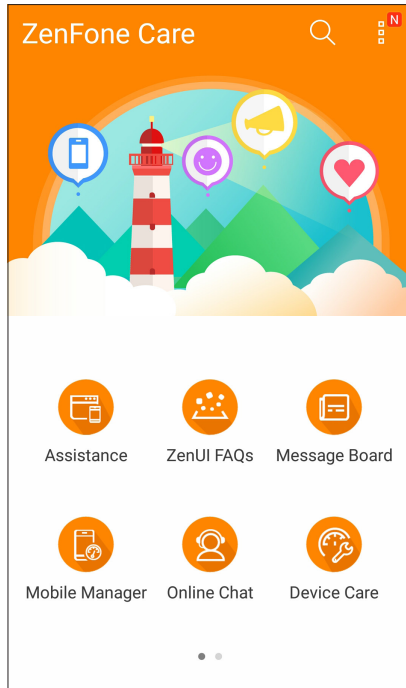 ZenFone Care
N
Assistance
ZenUI FAQs
Message Board
Mobile Manager
Online Chat
Device Care